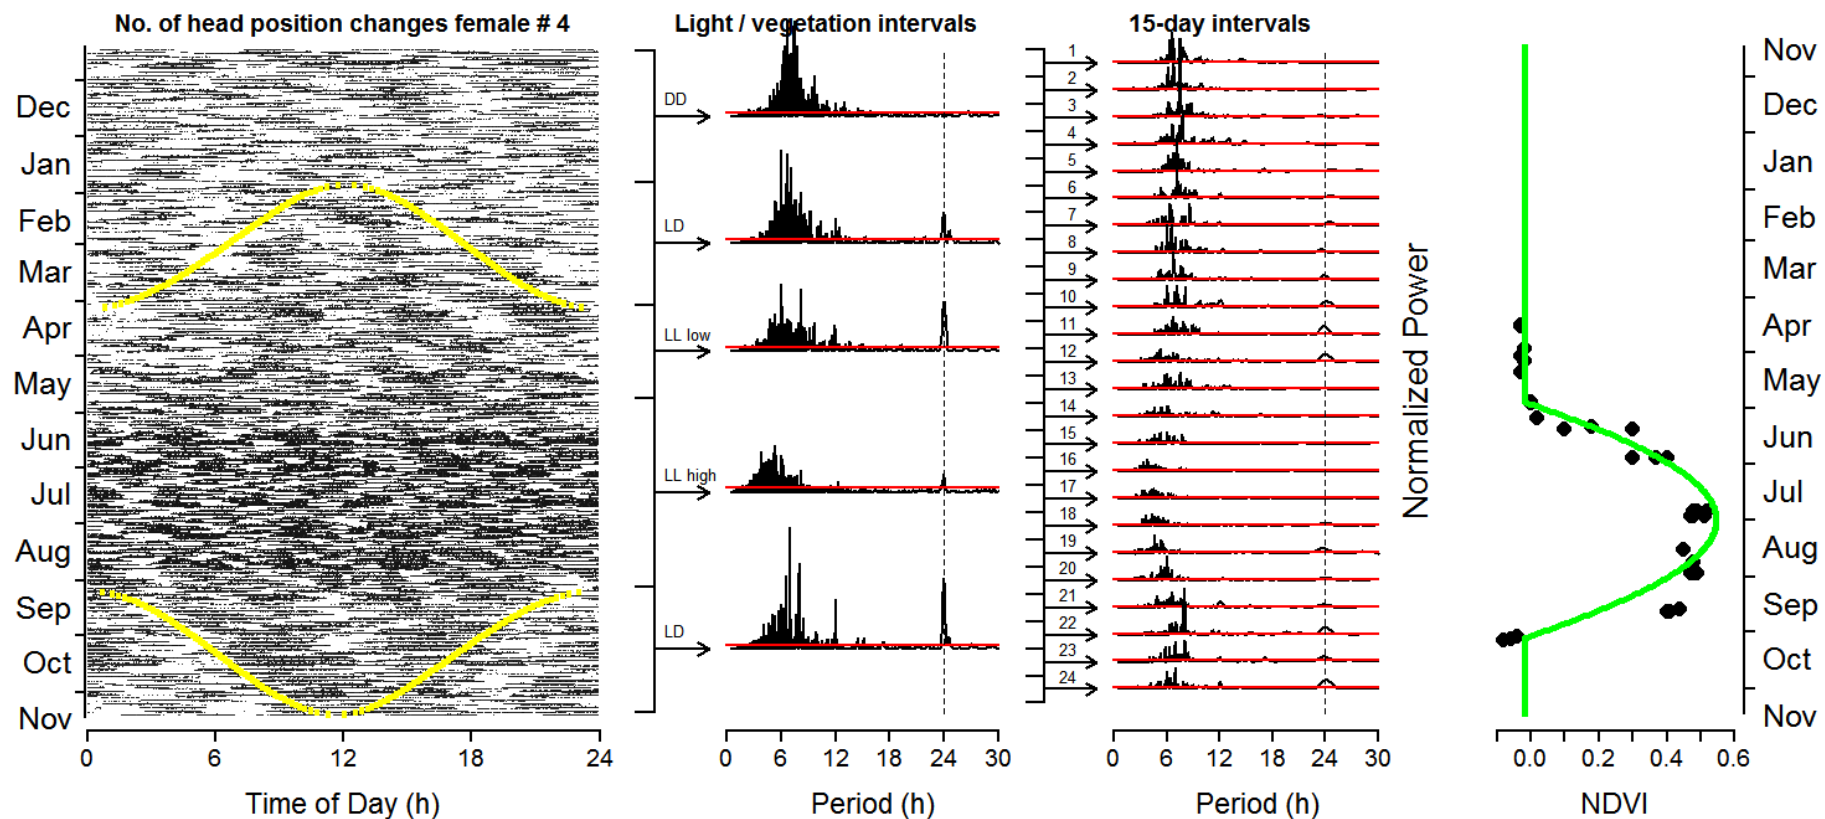 No. of head position changes female # 4
Dec
Jan
Feb
Mar
Apr
May
Jun
Jul
Aug
Sep
Oct
Nov
0 6 12 18 24
Time of Day (h)
Light / vegetation intervals
DD
LD
LL low
LL high
LD
0 6 12 24 30
Period (h)
15-day intervals
1
2
3
4
5
6
7
8
9
10
11
12
13
14
15
16
17
18
19
20
21
22
23
24
0 6 12 18 24 30
Period (h)
Normalized Power
Nov
Dec
Jan
Feb
Mar
Apr
May
Jun
Jul
Aug
Sep
Oct
Nov
0.0 0.2 0.4 0.6
NDVI